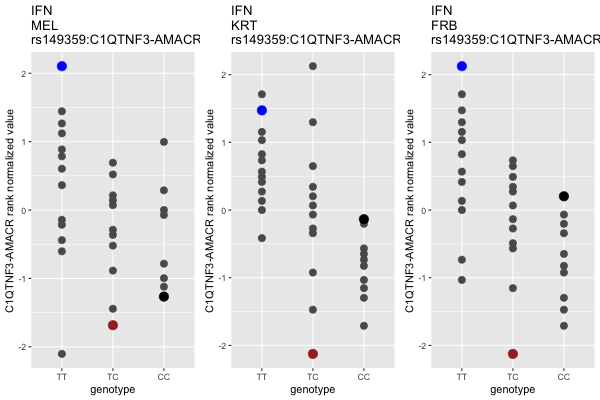 IFN
MEL
rs149359:C1QTNF3-AMACR
C1QTNF3-AMACR rank normalized value
2
1
0
-1
-2
TT
TC
CC
genotype
IFN
KRT
rs149359:C1QTNF3-AMACR
C1QTNF3-AMACR rank normalized value
2
1
0
-1
-2
TT
TC
CC
genotype
IFN
FRB
rs149359:C1QTNF3-AMACR
C1QTNF3-AMACR rank normalized value
2
1
0
-1
-2
TT
TC
CC
genotype